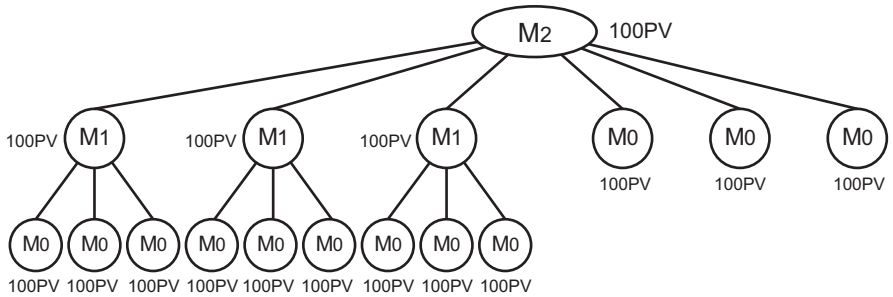 M2 100PV
100PV M1 100PV M1 100PV M1 M0 M0 M0
100PV 100PV 100PV
M0 M0 M0 M0 M0 M0 M0 M0 M0
100PV 100PV 100PV 100PV 100PV 100PV 100PV 100PV 100PV